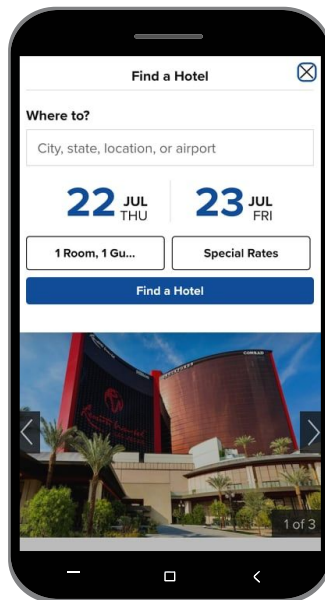 Find a Hotel
Where to?
City, state, location, or airport
22 JUL THU
23 JUL FRI
1 Room, 1 Gu...
Special Rates
Find a Hotel
CONRAD
1 of 3